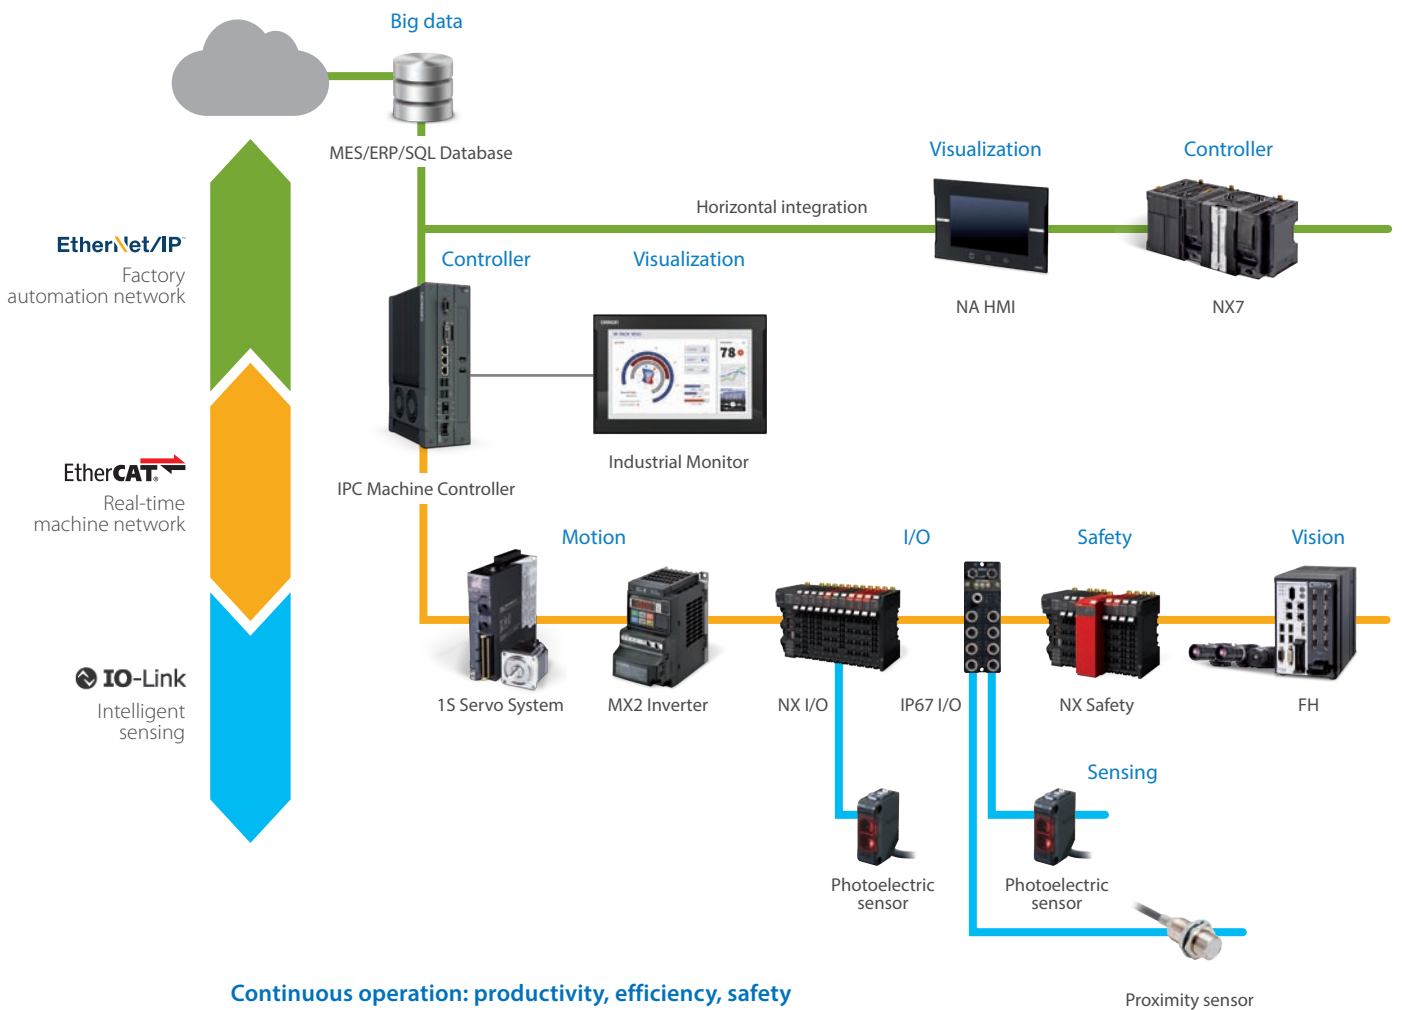 Big data
MES/ERP/SQL Database
Visualization
Controller
Horizontal integration
EtherNet/IP
Factory
automation network
Controller
Visualization
NA HMI
NX7
78
Industrial Monitor
EtherCAT
Real-time
machine network
IPC Machine Controller
Motion
I/O
Safety
Vision
IO-Link
Intelligent
sensing
1S Servo System
MX2 Inverter
NX I/O
IP67 I/O
NX Safety
FH
Sensing
Photoelectric
sensor
Photoelectric
sensor
Continuous operation: productivity, efficiency, safety
Proximity sensor